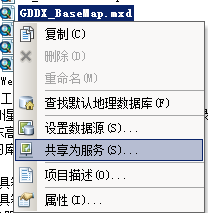 GDDX_BaseMap.mxd
复制(C)
删除(D)
重命名(M)
查找默认地理数据库(F)
设置数据源(S)...
共享为服务(S)...
项目描述(O)...
属性(I)...